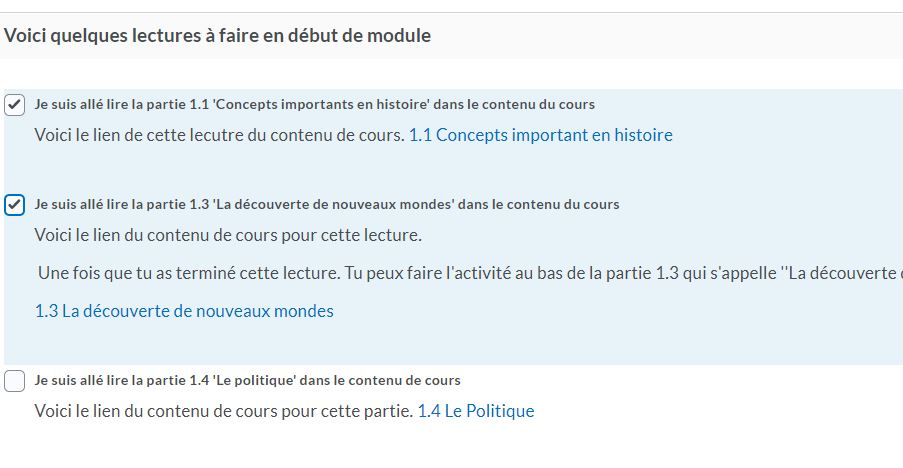 Voici quelques lectures à faire en début de module
Je suis allé lire la partie 1.1 'Concepts importants en histoire' dans le contenu du cours
Voici le lien de cette lecutre du contenu de cours. 1.1 Concepts important en histoire
Je suis allé lire la partie 1.3 'La découverte de nouveaux mondes' dans le contenu du cours
Voici le lien du contenu de cours pour cette lecture.
Une fois que tu as terminé cette lecture. Tu peux faire l'activité au bas de la partie 1.3 qui s'appelle ''La découverte
1.3 La découverte de nouveaux mondes
Je suis allé lire la partie 1.4 'Le politique' dans le contenu de cours
Voici le lien du contenu de cours pour cette partie. 1.4 Le Politique